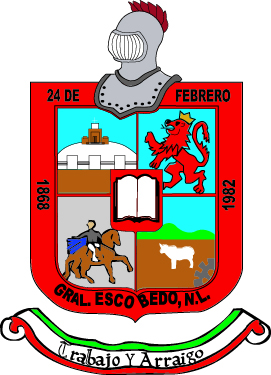 24 DE FEBRERO
1868
1982
GRAL. ESCOBEDO, N.L.
Trabajo Y Arraigo